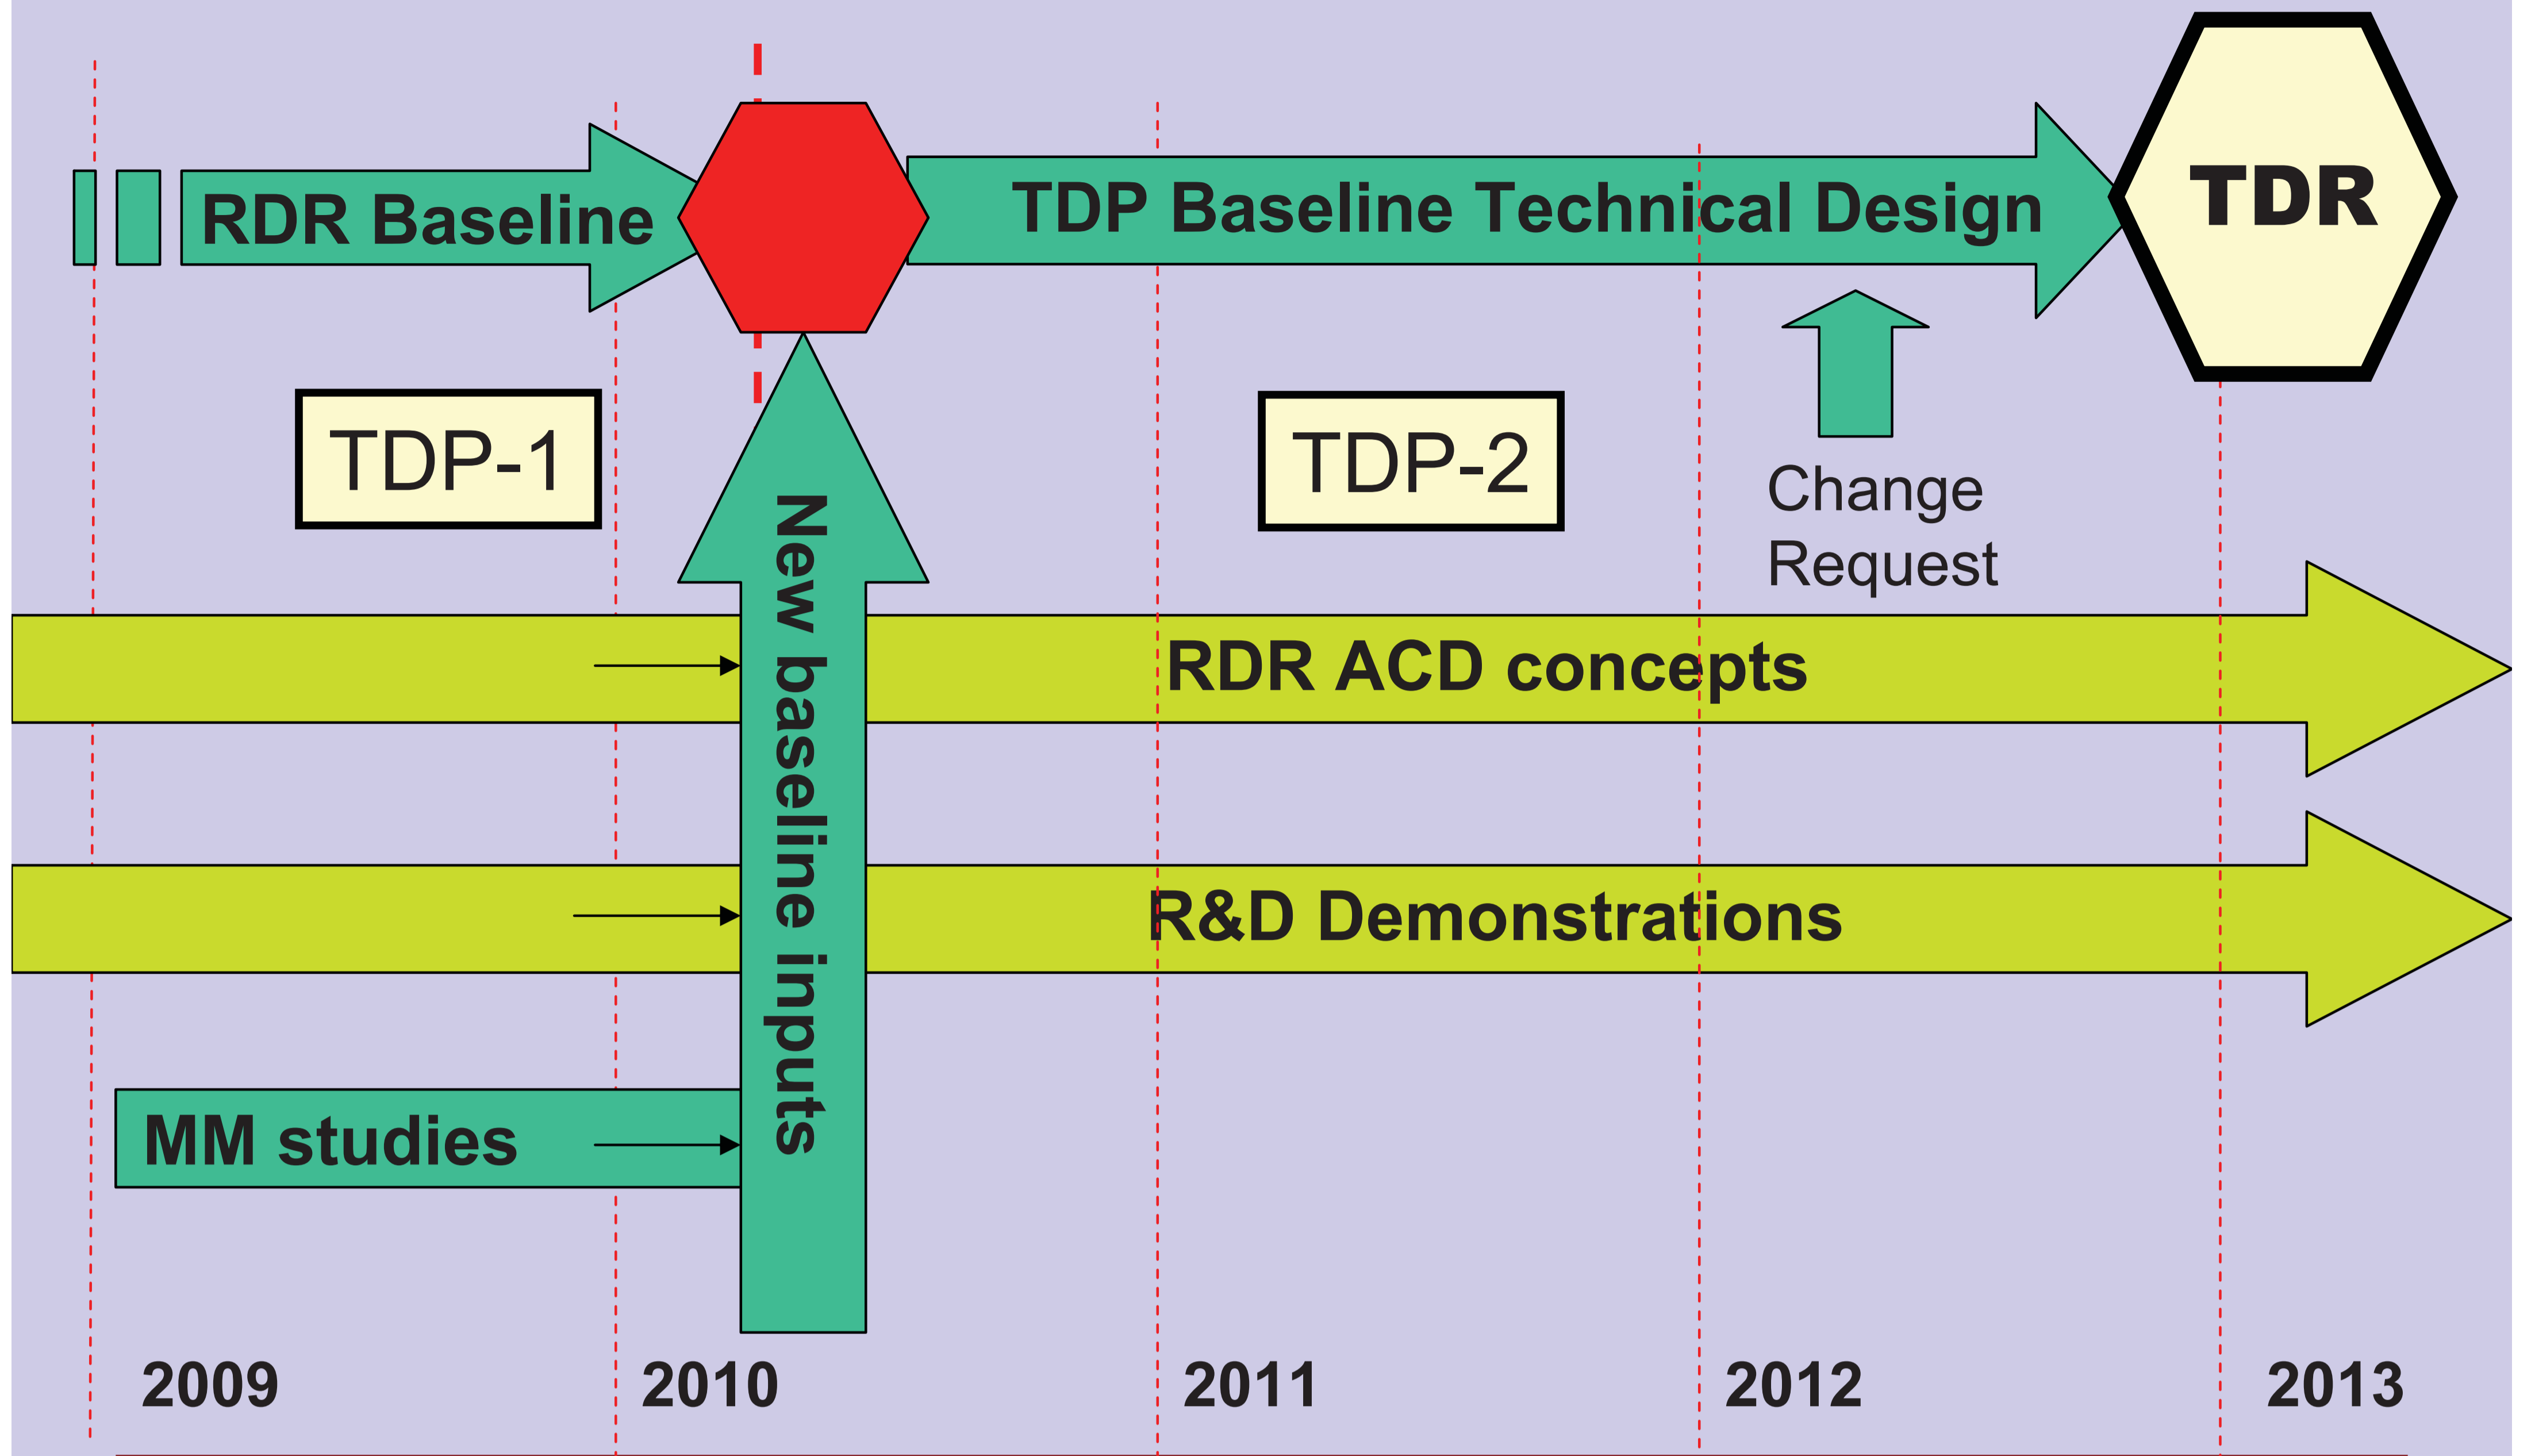 RDR Baseline
TDP Baseline Technical Design
TDR
TDP-1
TDP-2
Change
Request
New baseline inputs
RDR ACD concepts
R&D Demonstrations
MM studies
2009
2010
2011
2012
2013